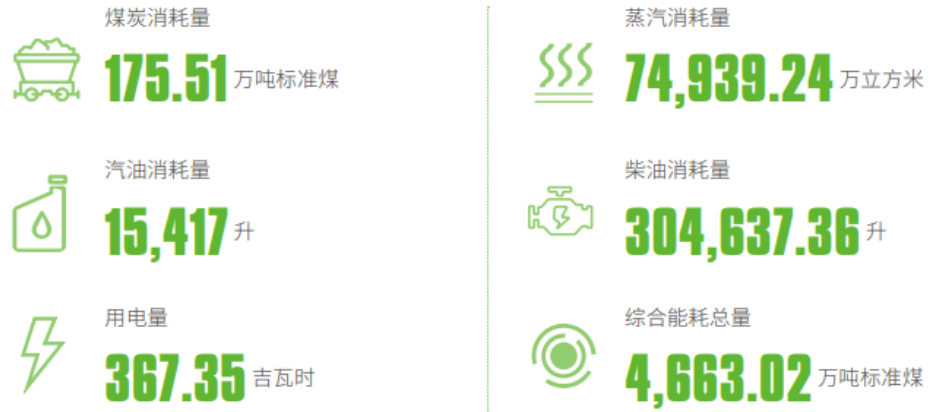 煤炭消耗量
175.51 万吨标准煤
蒸汽消耗量
74,939.24 万立方米
汽油消耗量
15,417 升
柴油消耗量
304,637.36 升
用电量
367.35 吉瓦时
综合能耗总量
4,663.02 万吨标准煤